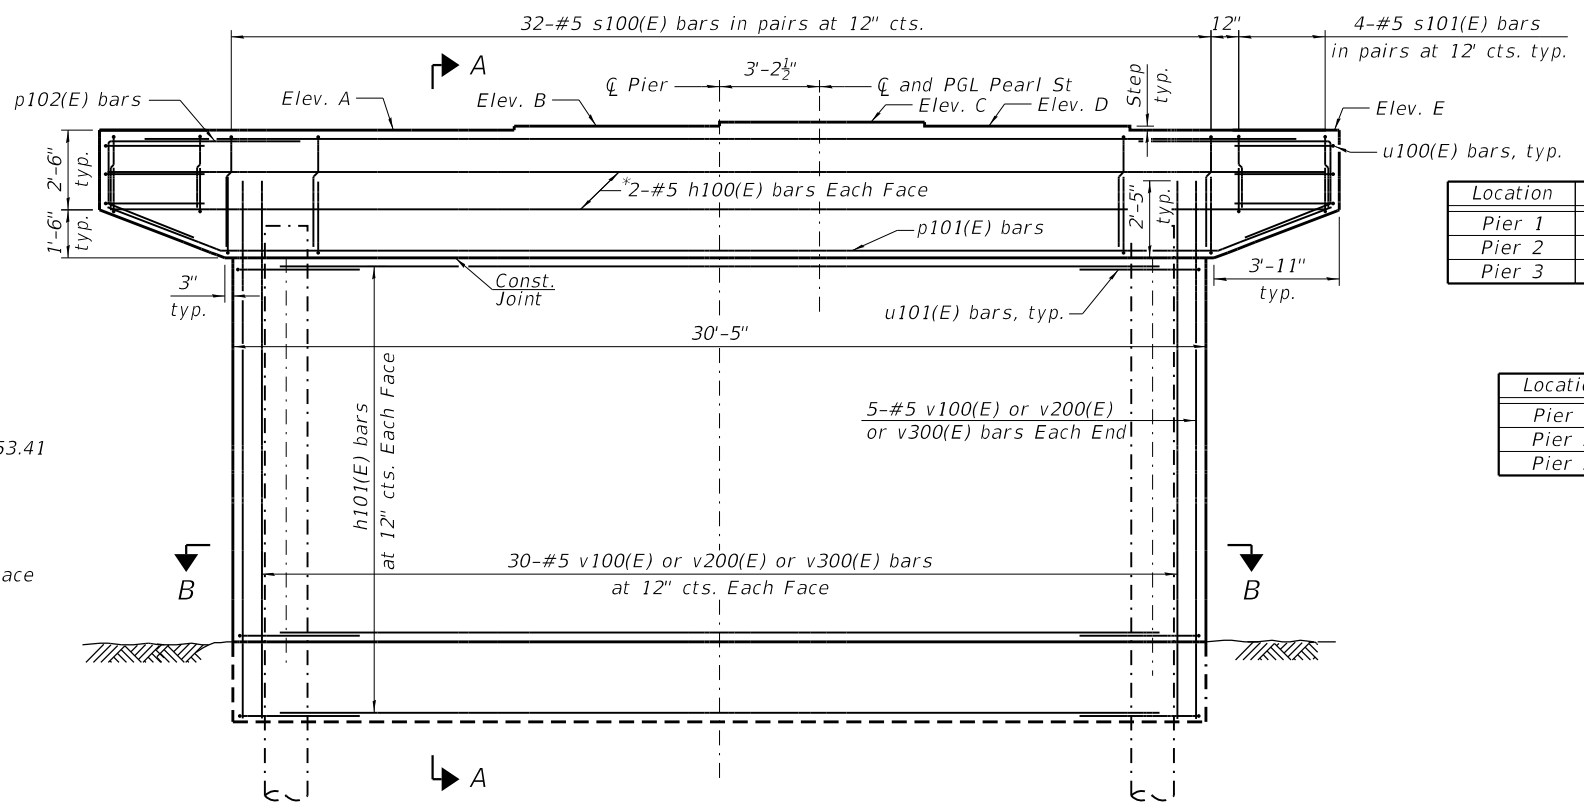 32-#5 s100(E) bars in pairs at 12" cts.
12"
4-#5 s101(E) bars
in pairs at 12' cts. typ.
A
3'-2½"
℄ Pier
℄ and PGL Pearl St
Step
typ.
p102(E) bars
Elev. A
Elev. B
Elev. C
Elev. D
Elev. E
2'-6"
typ.
1'-6"
typ.
*2-#5 h100(E) bars Each Face
2'-5"
typ.
u100(E) bars, typ.
Location
Pier 1
Pier 2
Pier 3
p101(E) bars
3"
typ.
Const.
Joint
3'-11"
typ.
u101(E) bars, typ.
30'-5"
h101(E) bars
at 12" cts. Each Face
5-#5 v100(E) or v200(E)
or v300(E) bars Each End
Pier
Pier
Pier
53.41
30-#5 v100(E) or v200(E) or v300(E) bars
at 12" cts. Each Face
ace
B
B
A